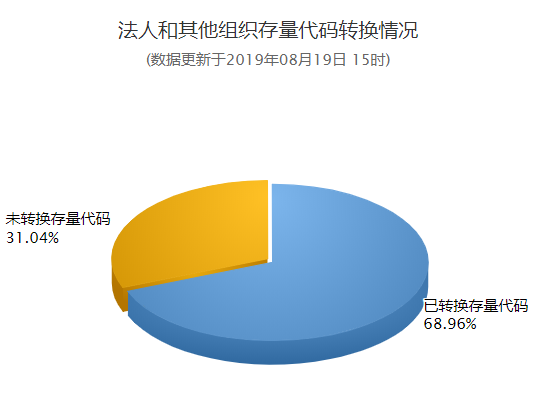 法人和其他组织存量代码转换情况
(数据更新于2019年08月19日 15时)
未转换存量代码
31.04%
已转换存量代码
68.96%